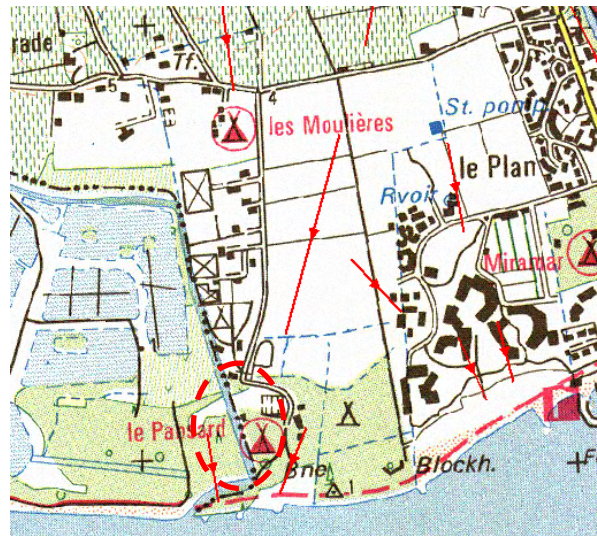 rade
Tf.
5
4
les Moulières
St. pomp.
le Plan
Rvoir
Miramar
le Pansard
Bne
Blockh.
1